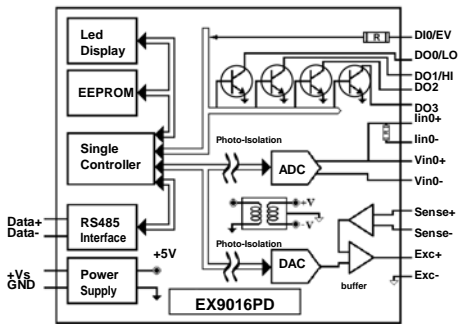 Led
Display
EEPROM
Single
Controller
RS485
Interface
Power
Supply
Data+
Data-
+Vs
GND
+5V
Photo-Isolation
ADC
+V
-V
Photo-Isolation
DAC
buffer
EX9016PD
R
DI0/EV
DO0/LO
DO1/HI
DO2
DO3
Iin0+
R
Iin0-
Vin0+
Vin0-
Sense+
Sense-
Exc+
Exc-